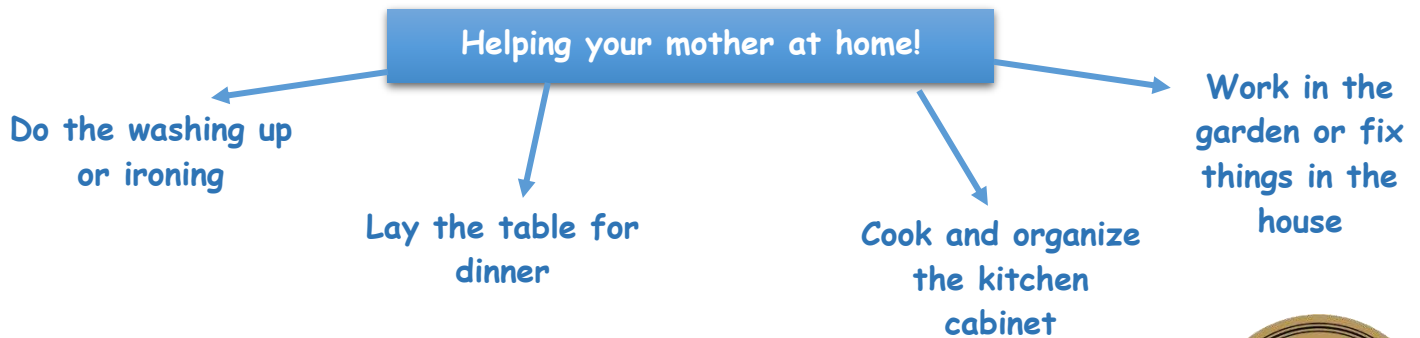 Helping your mother at home!
Do the washing up
or ironing
Lay the table for
dinner
Cook and organize
the kitchen
cabinet
Work in the
garden or fix
things in the
house